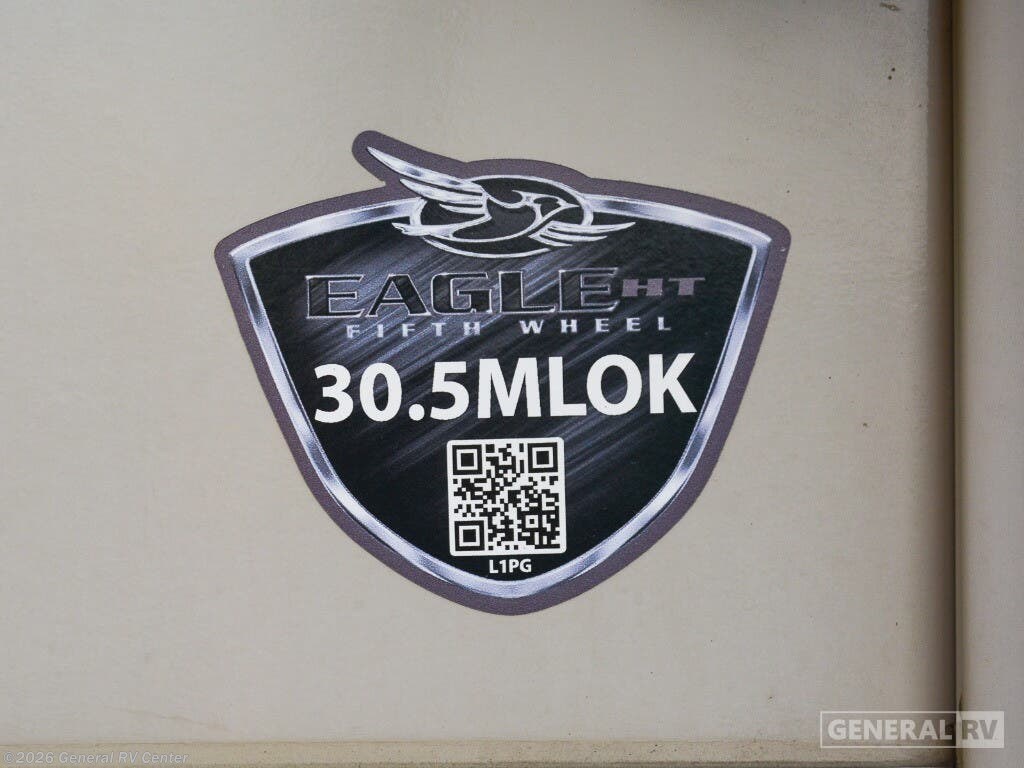 EAGLE HT
FIFTH WHEEL
30.5MLOK
L1PG
GENERAL RV
©2026 General RV Center